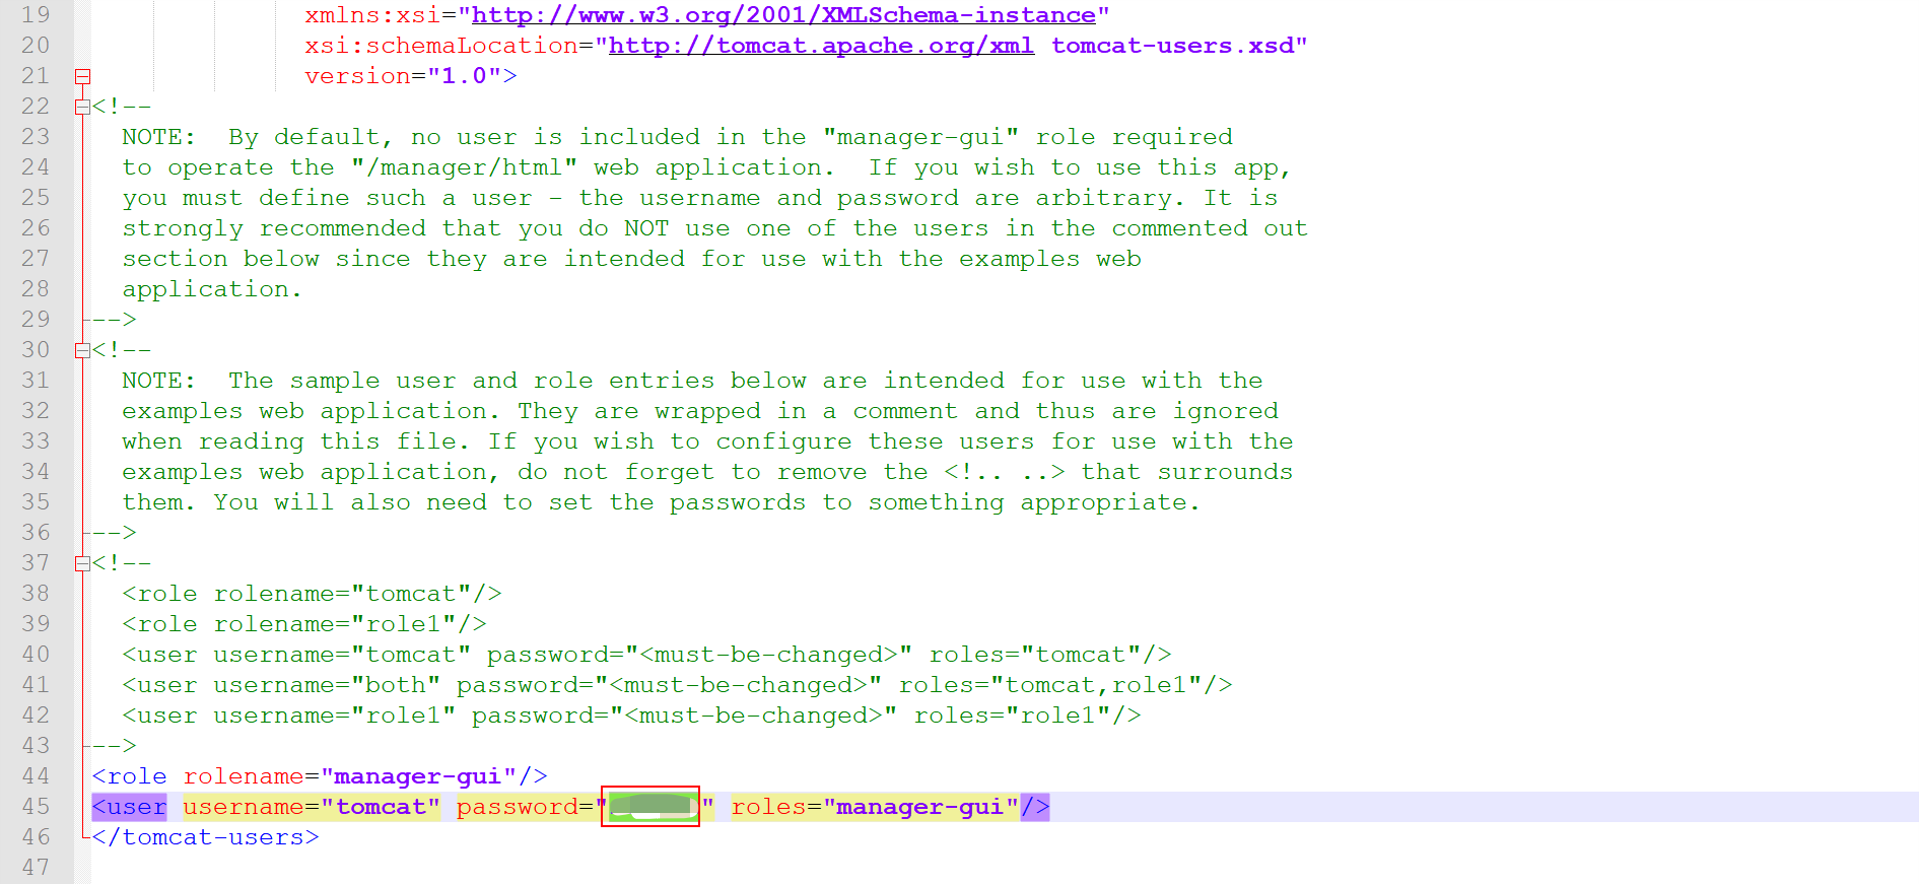 19 xmlns:xsi="http://www.w3.org/2001/XMLSchema-instance"
20 xsi:schemaLocation="http://tomcat.apache.org/xml tomcat-users.xsd"
21 version="1.0">
22 <!--
23 NOTE:  By default, no user is included in the "manager-gui" role required
24 to operate the "/manager/html" web application.  If you wish to use this app,
25 you must define such a user - the username and password are arbitrary. It is
26 strongly recommended that you do NOT use one of the users in the commented out
27 section below since they are intended for use with the examples web
28 application.
29 -->
30 <!--
31 NOTE:  The sample user and role entries below are intended for use with the
32 examples web application. They are wrapped in a comment and thus are ignored
33 when reading this file. If you wish to configure these users for use with the
34 examples web application, do not forget to remove the <!.. ..> that surrounds
35 them. You will also need to set the passwords to something appropriate.
36 -->
37 <!--
38 <role rolename="tomcat"/>
39 <role rolename="role1"/>
40 <user username="tomcat" password="<must-be-changed>" roles="tomcat"/>
41 <user username="both" password="<must-be-changed>" roles="tomcat,role1"/>
42 <user username="role1" password="<must-be-changed>" roles="role1"/>
43 -->
44 <role rolename="manager-gui"/>
45 <user username="tomcat" password="" roles="manager-gui"/>
46 </tomcat-users>
47